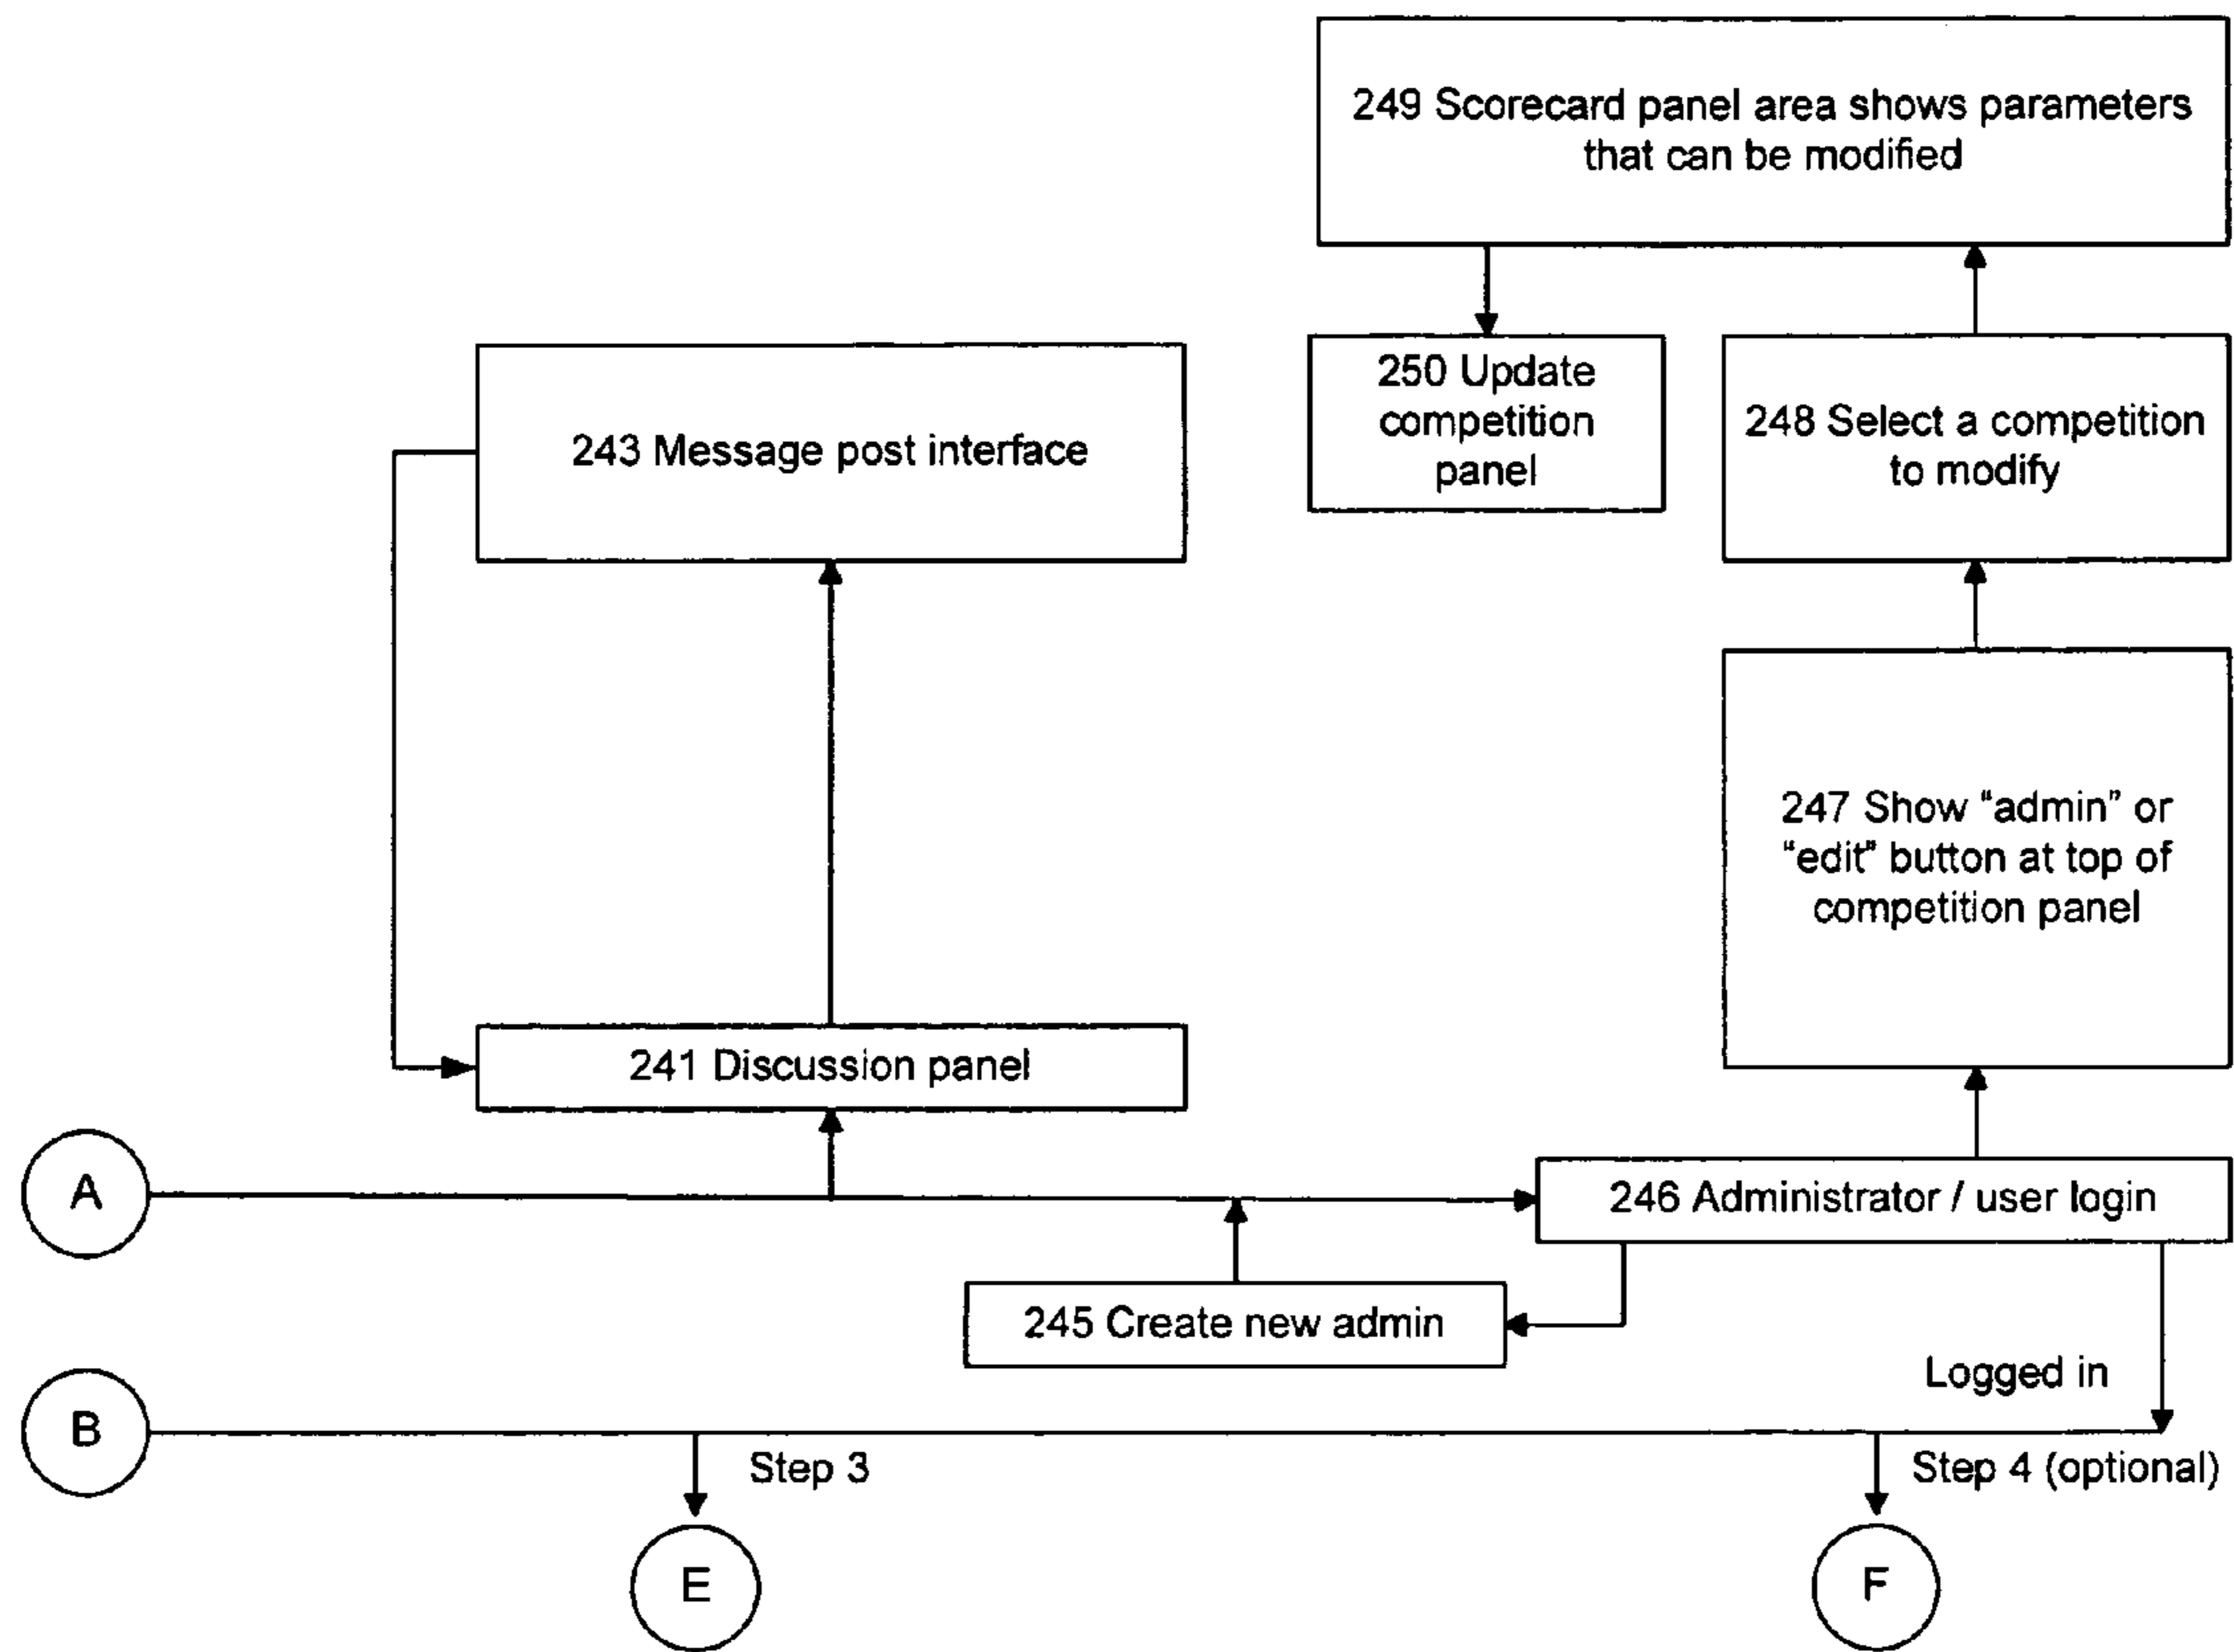 249 Scorecard panel area shows parameters
that can be modified
250 Update
competition
panel
248 Select a competition
to modify
243 Message post interface
247 Show “admin” or
“edit” button at top of
competition panel
241 Discussion panel
A
246 Administrator / user login
245 Create new admin
Logged in
B
Step 3
Step 4 (optional)
E
F